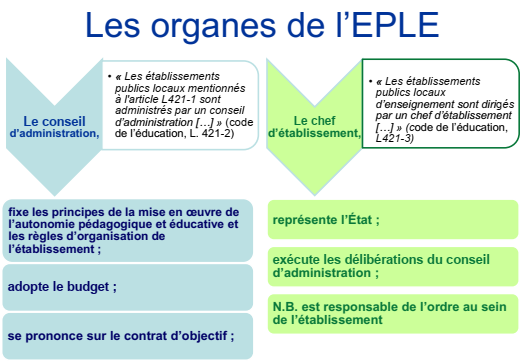 Les organes de l'EPLE
Le conseil
d'administration,
• « Les établissements
publics locaux mentionnés
à l'article L421-1 sont
administrés par un conseil
d'administration […] » (code
de l'éducation, L. 421-2)
fixe les principes de la mise en œuvre de
l'autonomie pédagogique et éducative et
les règles d'organisation de
l'établissement ;
adopte le budget ;
se prononce sur le contrat d'objectif ;
Le chef
d'établissement,
• « Les établissements
publics locaux
d'enseignement sont dirigés
par un chef d'établissement
[…] » (code de l'éducation,
L421-3)
représente l'État ;
exécute les délibérations du conseil
d'administration ;
N.B. est responsable de l'ordre au sein
de l'établissement